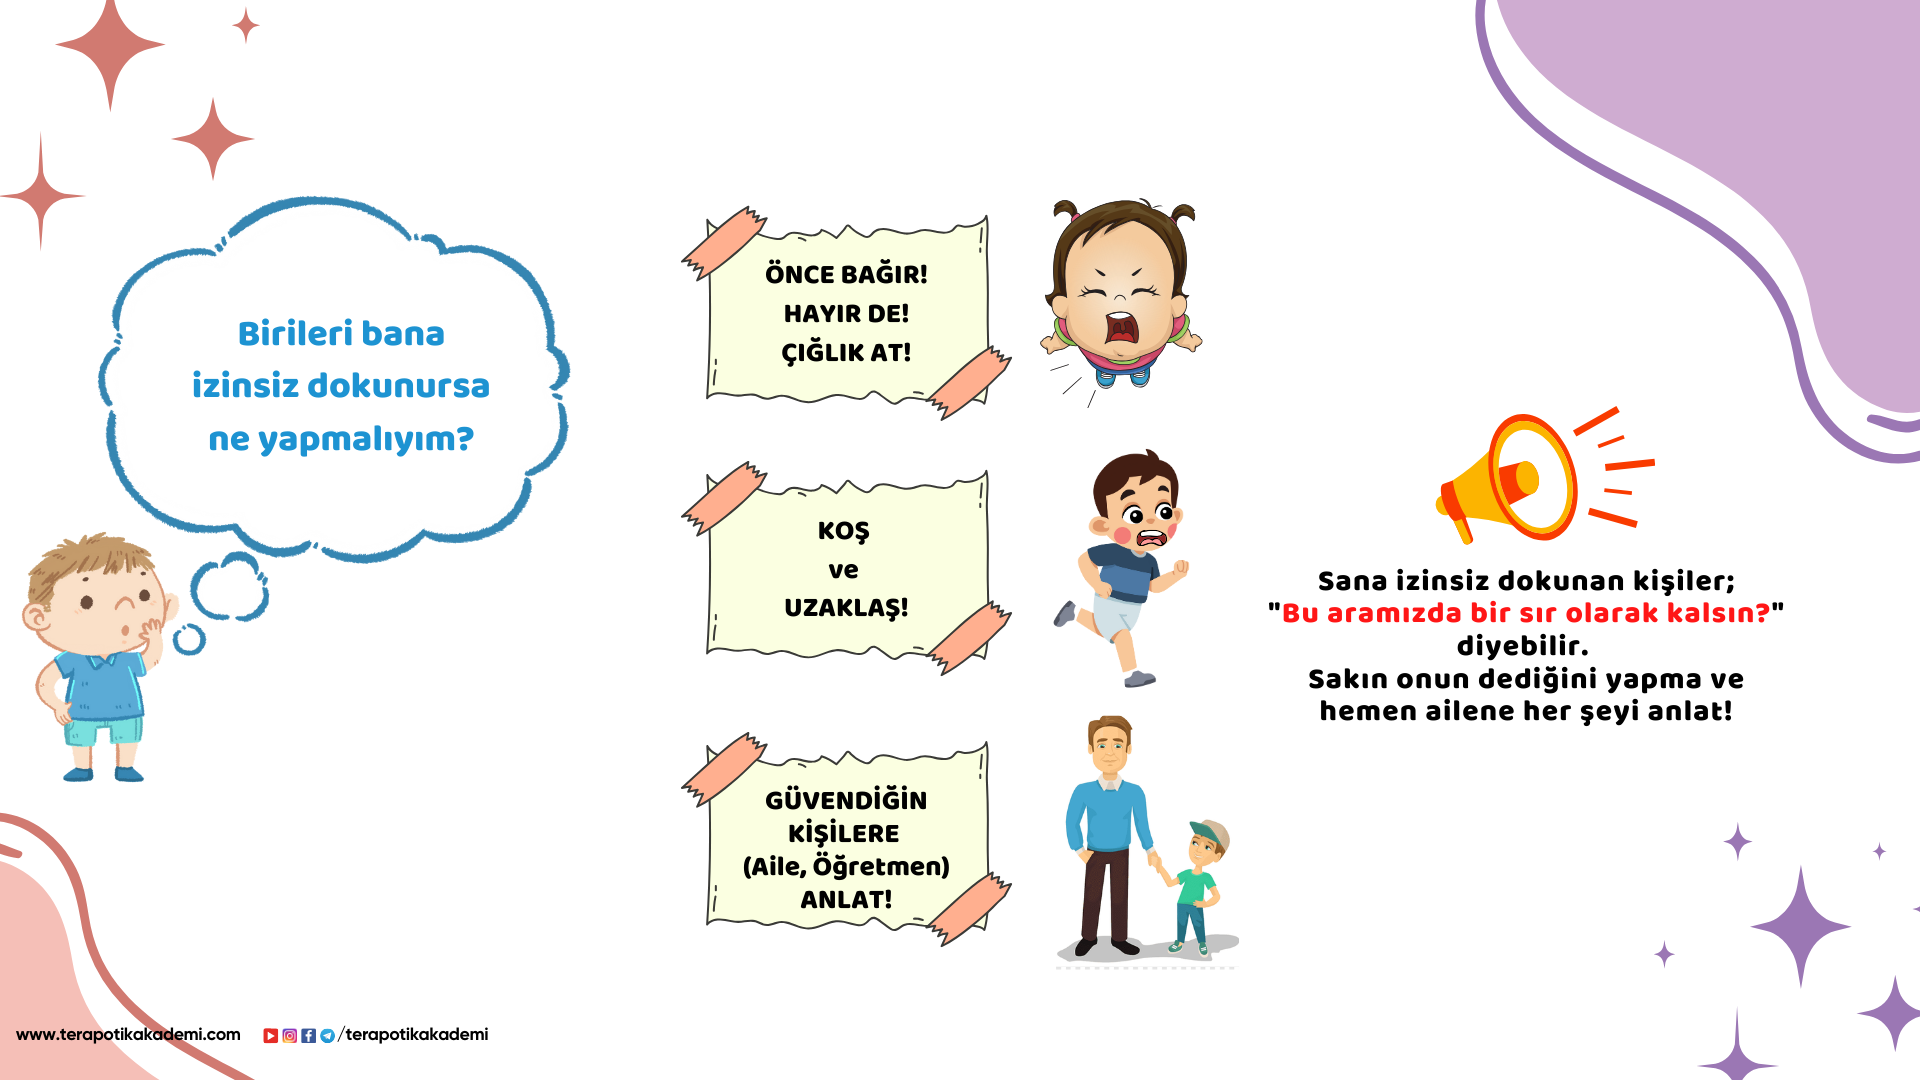 Birileri bana
izinsiz dokunursa
ne yapmalıyım?
ÖNCE BAĞIR!
HAYIR DE!
ÇIĞLIK AT!
KOŞ
ve
UZAKLAŞ!
GÜVENDİĞİN
KİŞİLERE
(Aile, Öğretmen)
ANLAT!
Sana izinsiz dokunan kişiler;
"Bu aramızda bir sır olarak kalsın?"
diyebilir.
Sakın onun dediğini yapma ve
hemen ailene her şeyi anlat!
www.terapotikakademi.com /terapotikakademi